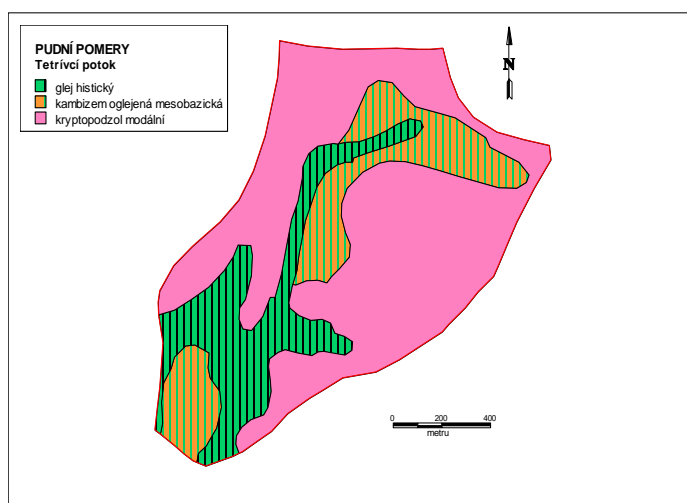 PUDNÍ POMERY
Tetrívcí potok
glej histický
kambizem oglejená mesobazická
kryptopodzol modální
N
0 200 400
metru